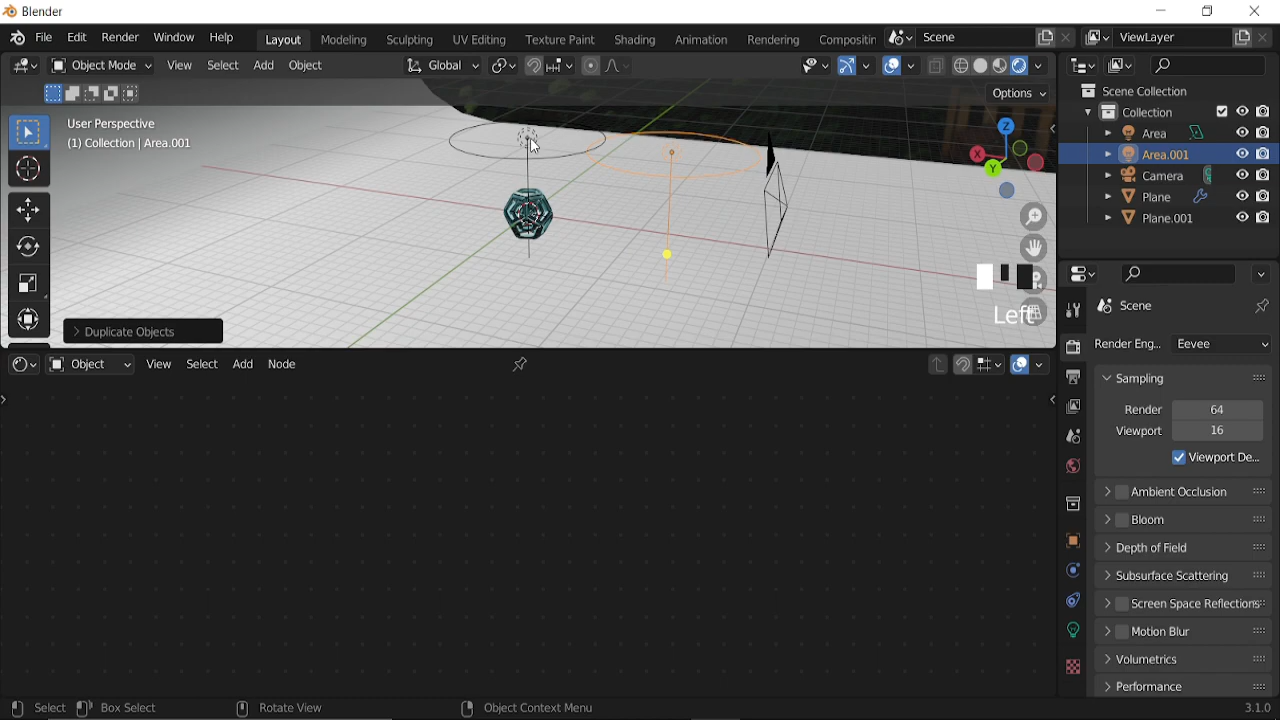 Blender
File Edit Render Window Help Layout Modeling Sculpting UV Editing Texture Paint Shading Animation Rendering Compositin Scene ViewLayer
Object Mode View Select Add Object Global
Options
User Perspective
(1) Collection | Area.001
Scene Collection
Collection
Area
Area.001
Camera
Plane
Plane.001
X
Y
Z
Left
Duplicate Objects
Object View Select Add Node
Scene
Render Eng... Eevee
Sampling
Render 64
Viewport 16
Viewport De...
Ambient Occlusion
Bloom
Depth of Field
Subsurface Scattering
Screen Space Reflections
Motion Blur
Volumetrics
Performance
Select Box Select Rotate View Object Context Menu 3.1.0